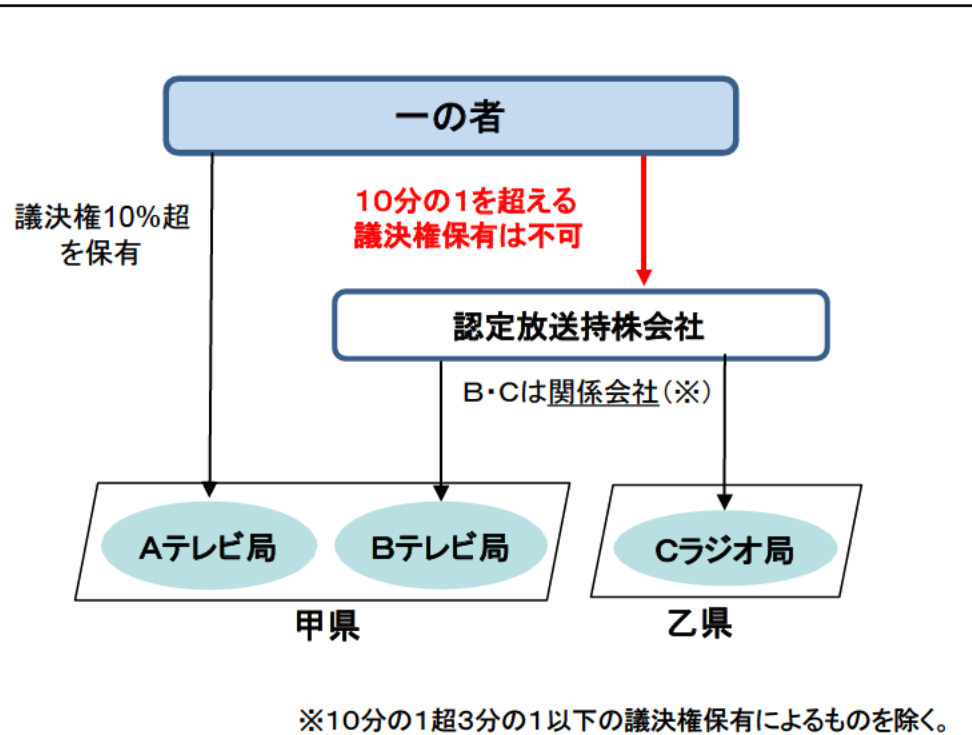 一の者
議決権10%超
を保有
10分の1を超える
議決権保有は不可
認定放送持株会社
B・Cは関係会社(※)
Aテレビ局
Bテレビ局
Cラジオ局
甲県
乙県
※10分の1超3分の1以下の議決権保有によるものを除く。